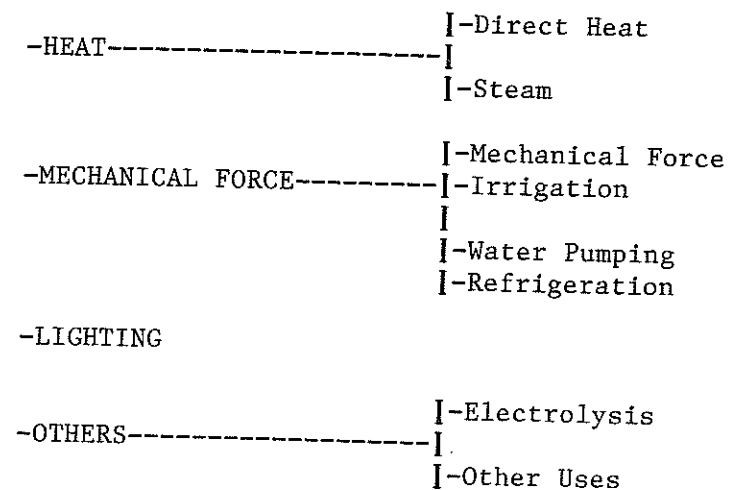 [-Direct Heat
-HEAT----------------------[
[-Steam
[-Mechanical Force
-MECHANICAL FORCE---------[-Irrigation
[
[-Water Pumping
[-Refrigeration
-LIGHTING
[-Electrolysis
-OTHERS--------------------[
[-Other Uses